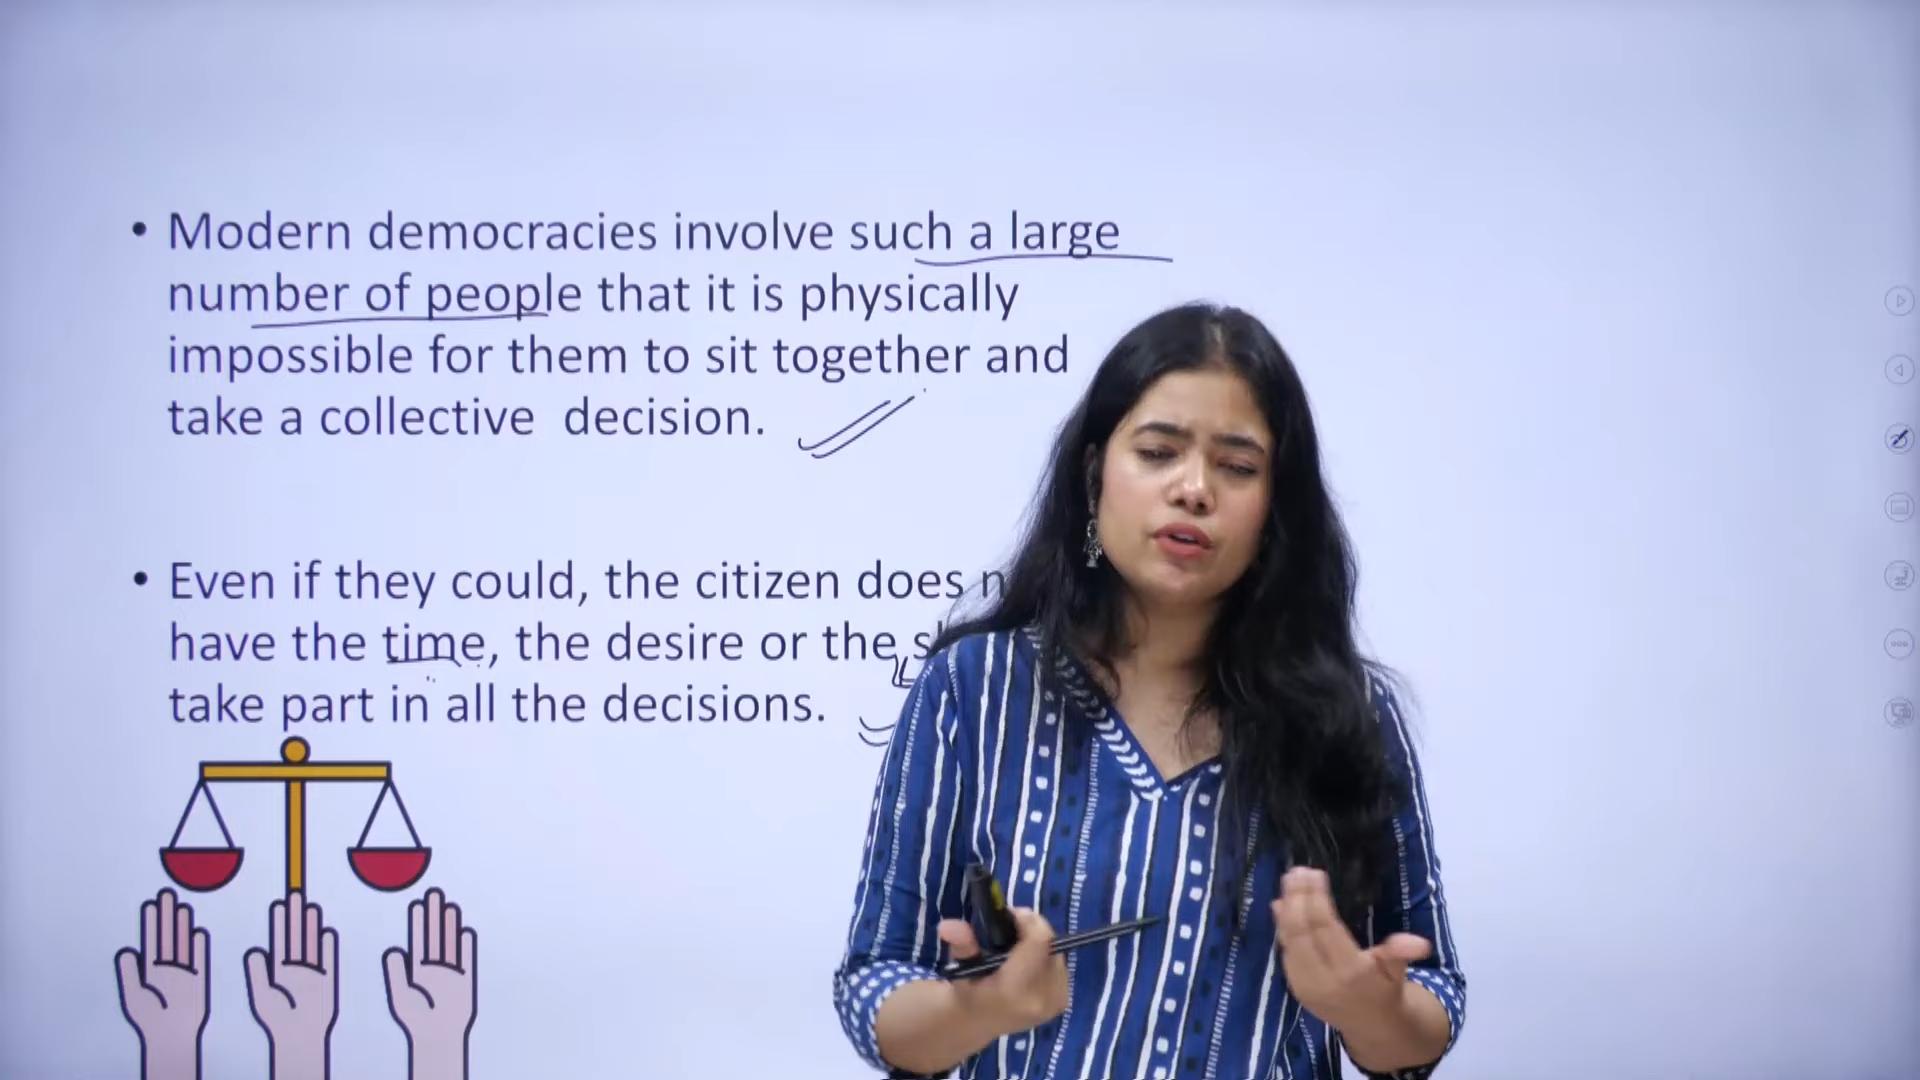 • Modern democracies involve such a large
number of people that it is physically
impossible for them to sit together and
take a collective decision.
• Even if they could, the citizen does
have the time, the desire or the
take part in all the decisions.